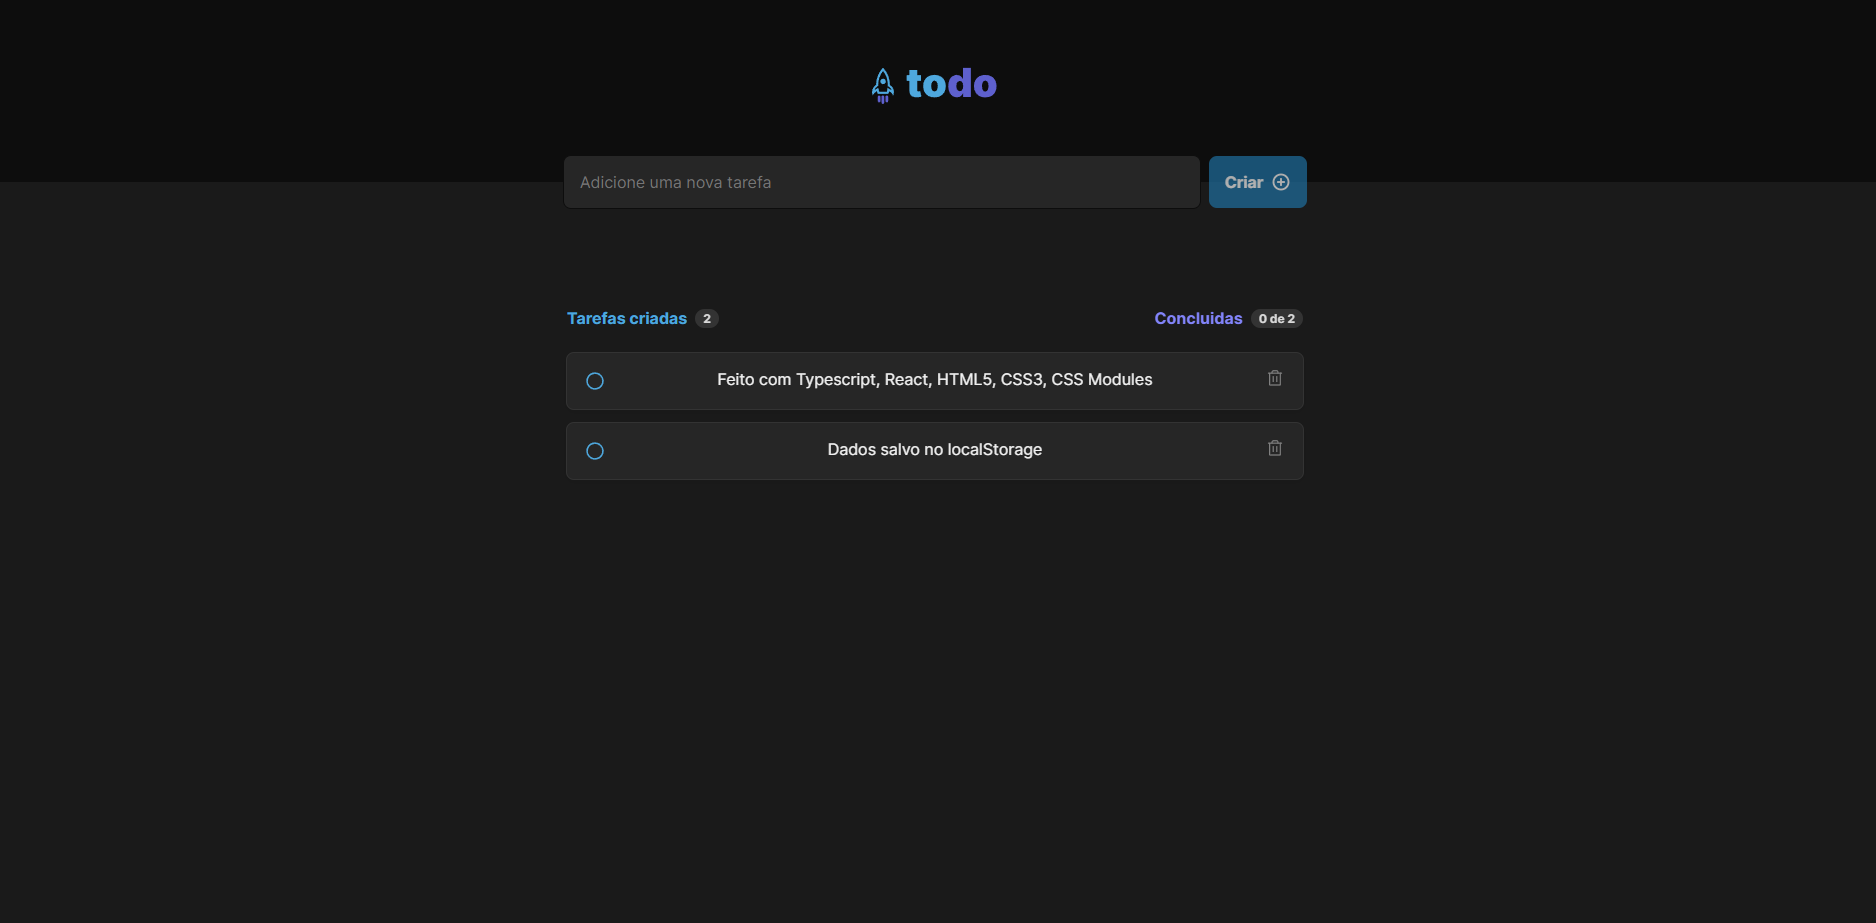 todo
Adicione uma nova tarefa
Criar
Tarefas criadas 2
Concluidas 0 de 2
Feito com Typescript, React, HTML5, CSS3, CSS Modules
Dados salvo no localStorage